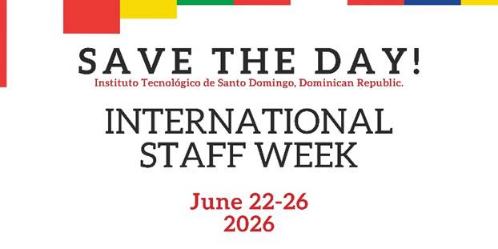 SAVE THE DAY!
Instituto Tecnológico de Santo Domingo, Dominican Republic.
INTERNATIONAL
STAFF WEEK
June 22-26
2026